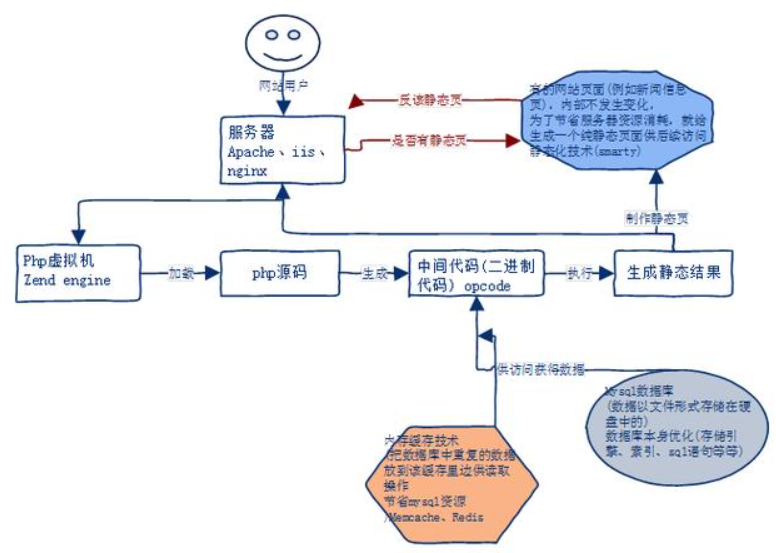 网站用户
服务器
Apache、iis、
nginx
反该静态页
是否有静态页
有的网站页面(例如新闻信息
页), 内部不发生变化,
为了节省服务器资源消耗, 就给
生成一个纯静态页面供后续访问
静态化技术(smarty)
制作静态页
Php虚拟机
Zend engine
加载
php源码
生成
中间代码(二进制
代码) opcode
执行
生成静态结果
供访问获得数据
Mysql数据库
(数据以文件形式存储在硬
盘中的)
数据库本身优化(存储引
擎、索引、sql语句等等)
内存缓存技术
(把数据库中重复的数据
放到该缓存里边供读取
操作
节省mysql资源
/Memcache、Redis